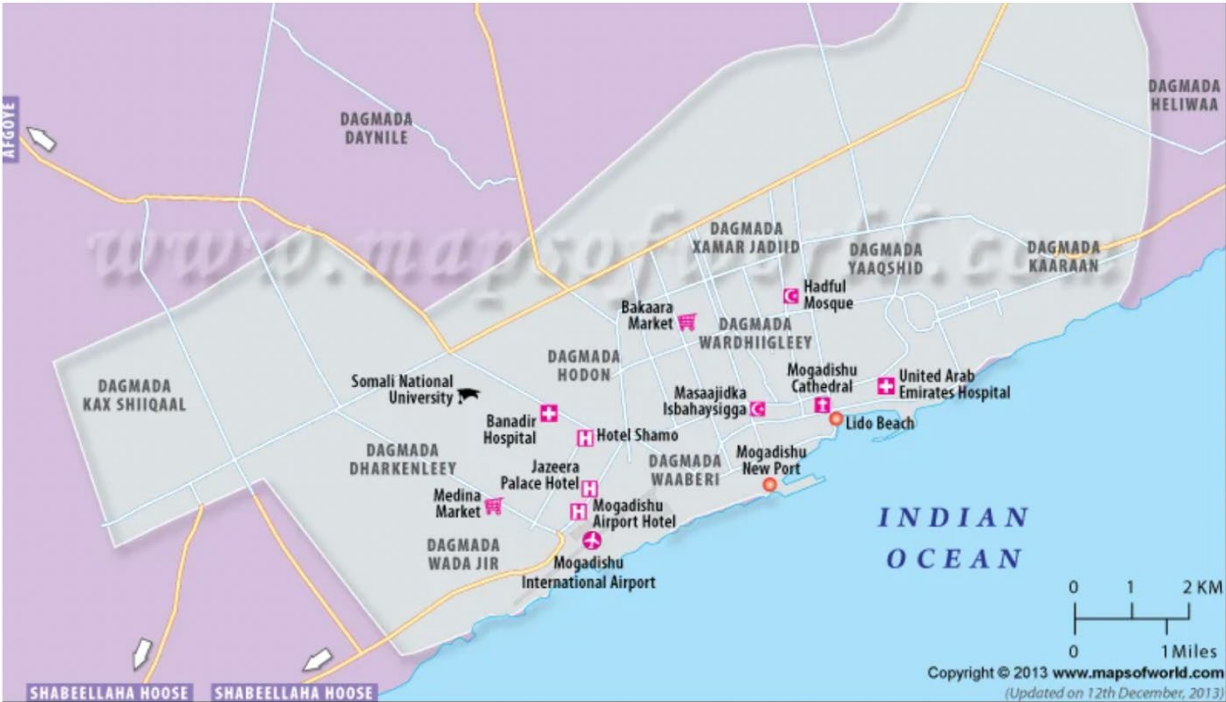 DAGMADA
HELIWAA
AFGOYE
DAGMADA
DAYNILE
www.mapsofworld.com
DAGMADA
XAMAR JADIID
DAGMADA
YAAQSHID
DAGMADA
KAARAAN
Hadful
Mosque
Bakaara
Market
DAGMADA
WARDHIIGLEEY
DAGMADA
HODON
Mogadishu
Cathedral
United Arab
Emirates Hospital
DAGMADA
KAX SHIIQAAL
Somali National
University
Masaajidka
Isbahaysigga
Banadir
Hospital
Hotel Shamo
Lido Beach
DAGMADA
DHARKENLEEY
DAGMADA
WAABERI
Mogadishu
New Port
Jazeera
Palace Hotel
H
H
H
Medina
Market
Mogadishu
Airport Hotel
DAGMADA
WADA JIR
Mogadishu
International Airport
INDIAN
OCEAN
0 1 2 KM
0 1 Miles
SHABEELLAHA HOOSE
SHABEELLAHA HOOSE
Copyright © 2013 www.mapsofworld.com
(Updated on 12th December, 2013)